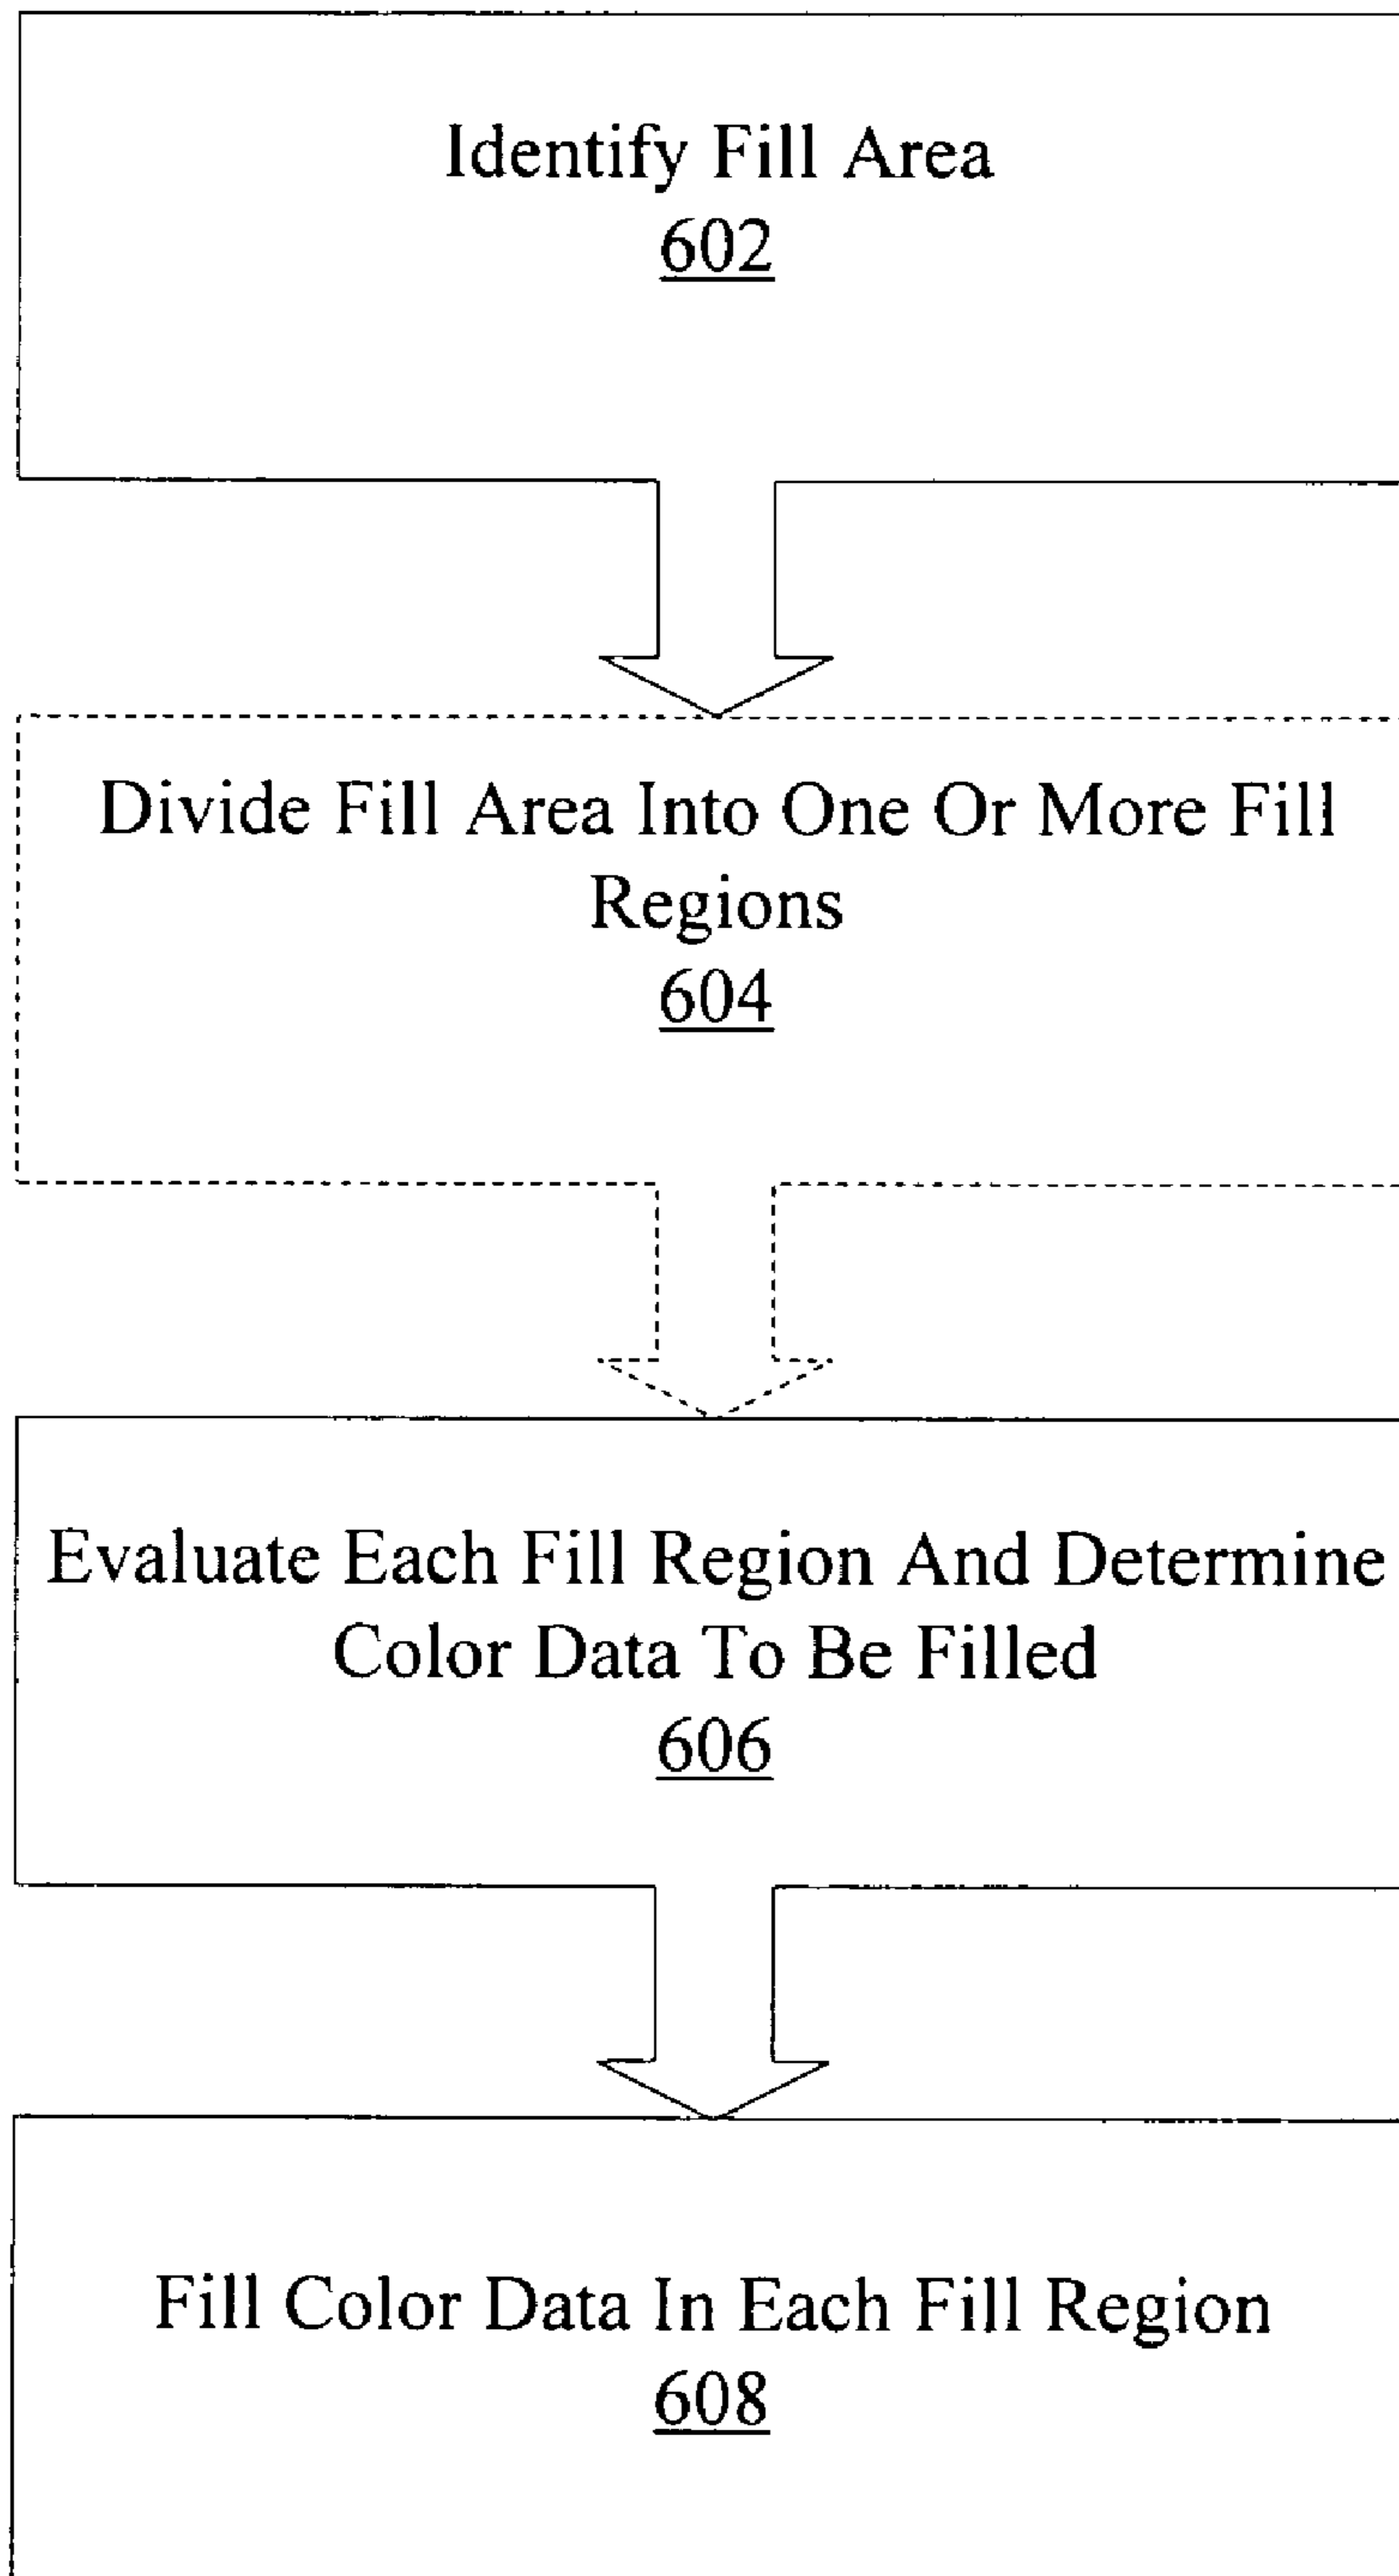 Identify Fill Area
602
Divide Fill Area Into One Or More Fill
Regions
604
Evaluate Each Fill Region And Determine
Color Data To Be Filled
606
Fill Color Data In Each Fill Region
608